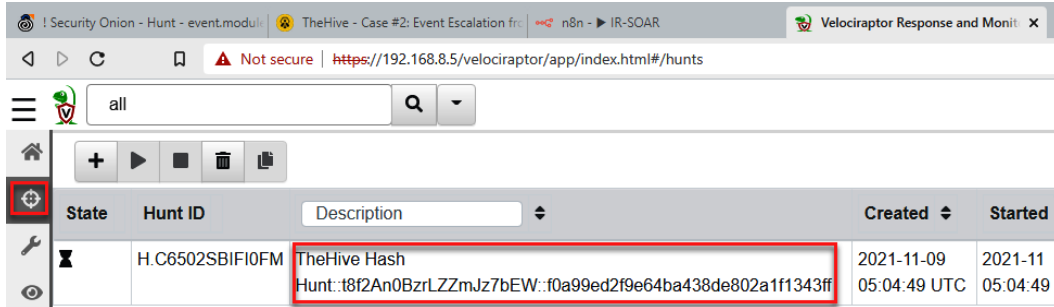 ! Security Onion - Hunt - event.module
TheHive - Case #2: Event Escalation fro
n8n - ▶ IR-SOAR
Velociraptor Response and Monit
Not secure | https://192.168.8.5/velociraptor/app/index.html#/hunts
all
State Hunt ID Description Created Started
H.C6502SBIFI0FM TheHive Hash 2021-11-09 2021-11
Hunt::t8f2An0BzrLZZmJz7bEW::f0a99ed2f9e64ba438de802a1f1343ff 05:04:49 UTC 05:04:49